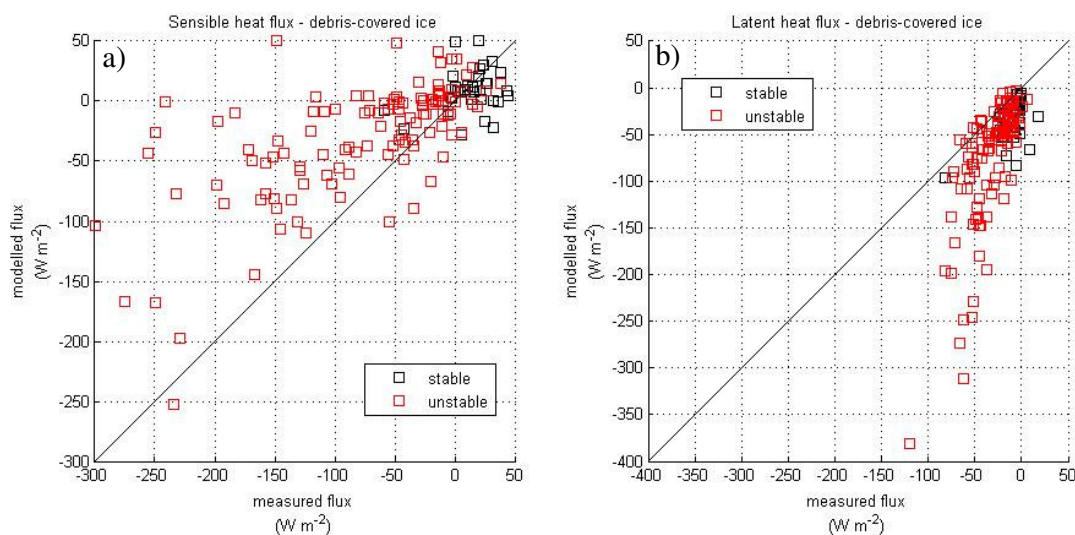 Sensible heat flux - debris-covered ice
a)
50
0
-50
-100
-150
-200
-250
-300
modelled flux
(W m-2)
stable
unstable
-300 -250 -200 -150 -100 -50 0 50
measured flux
(W m-2)
Latent heat flux - debris-covered ice
b)
50
0
-50
-100
-150
-200
-250
-300
-350
-400
modelled flux
(W m-2)
stable
unstable
-400 -350 -300 -250 -200 -150 -100 -50 0 50
measured flux
(W m-2)